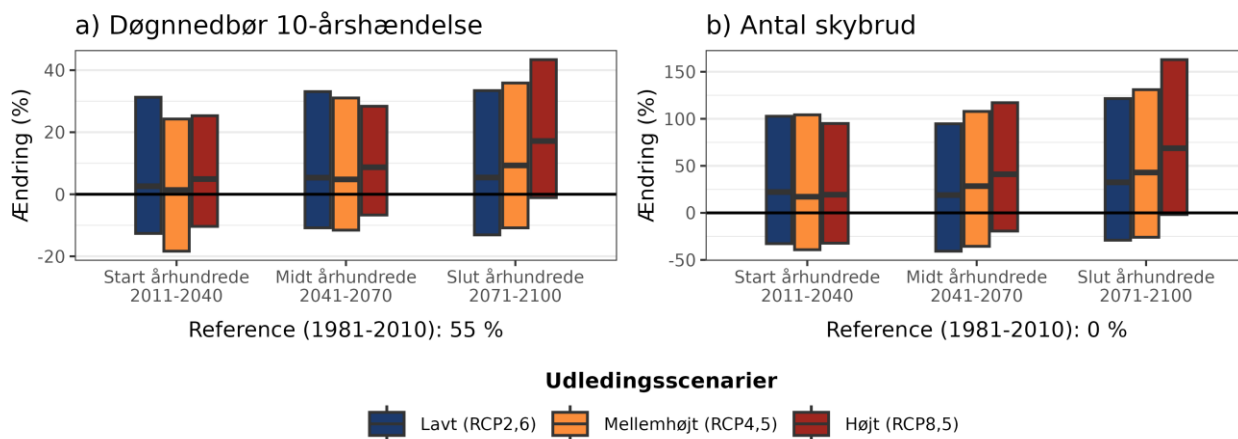 a) Døgnnedbør 10-årshændelse
Ændring (%)
40
20
0
-20
Start århundrede
2011-2040
Midt århundrede
2041-2070
Slut århundrede
2071-2100
Reference (1981-2010): 55 %
b) Antal skybrud
Ændring (%)
150
100
50
0
-50
Start århundrede
2011-2040
Midt århundrede
2041-2070
Slut århundrede
2071-2100
Reference (1981-2010): 0 %
Udledingsscenarier
Lavt (RCP2,6)
Mellemhøjt (RCP4,5)
Højt (RCP8,5)